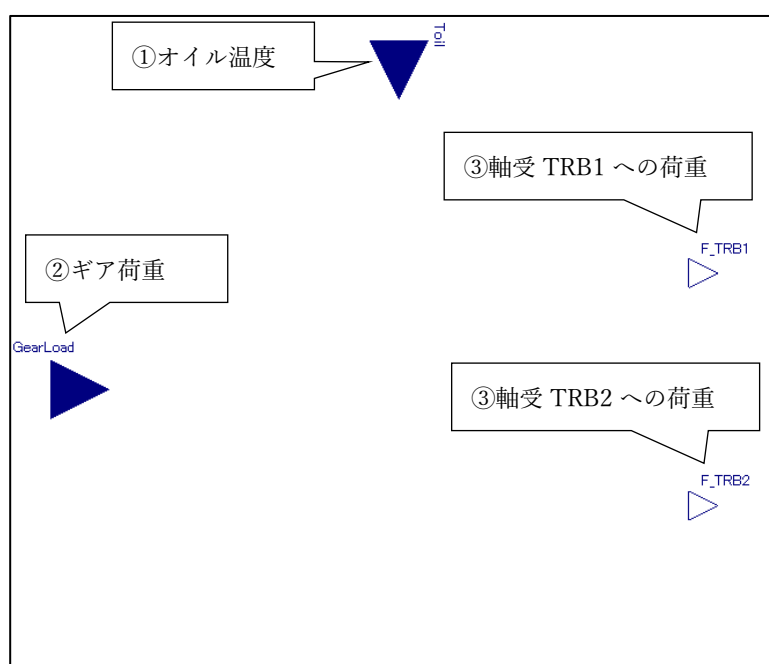 ①オイル温度
Toil
③軸受 TRB1 への荷重
F_TRB1
②ギア荷重
GearLoad
③軸受 TRB2 への荷重
F_TRB2